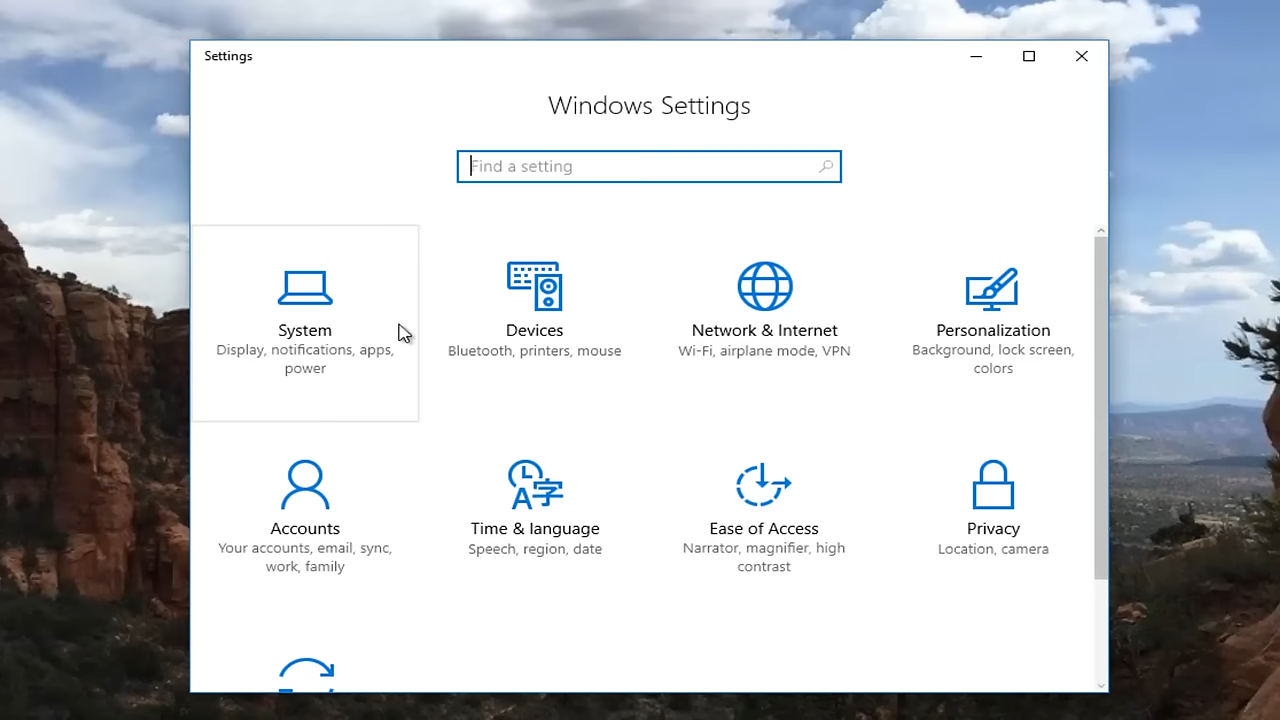 Settings
Windows Settings
Find a setting
System
Display, notifications, apps,
power
Devices
Bluetooth, printers, mouse
Network & Internet
Wi-Fi, airplane mode, VPN
Personalization
Background, lock screen,
colors
Accounts
Your accounts, email, sync,
work, family
Time & language
Speech, region, date
Ease of Access
Narrator, magnifier, high
contrast
Privacy
Location, camera